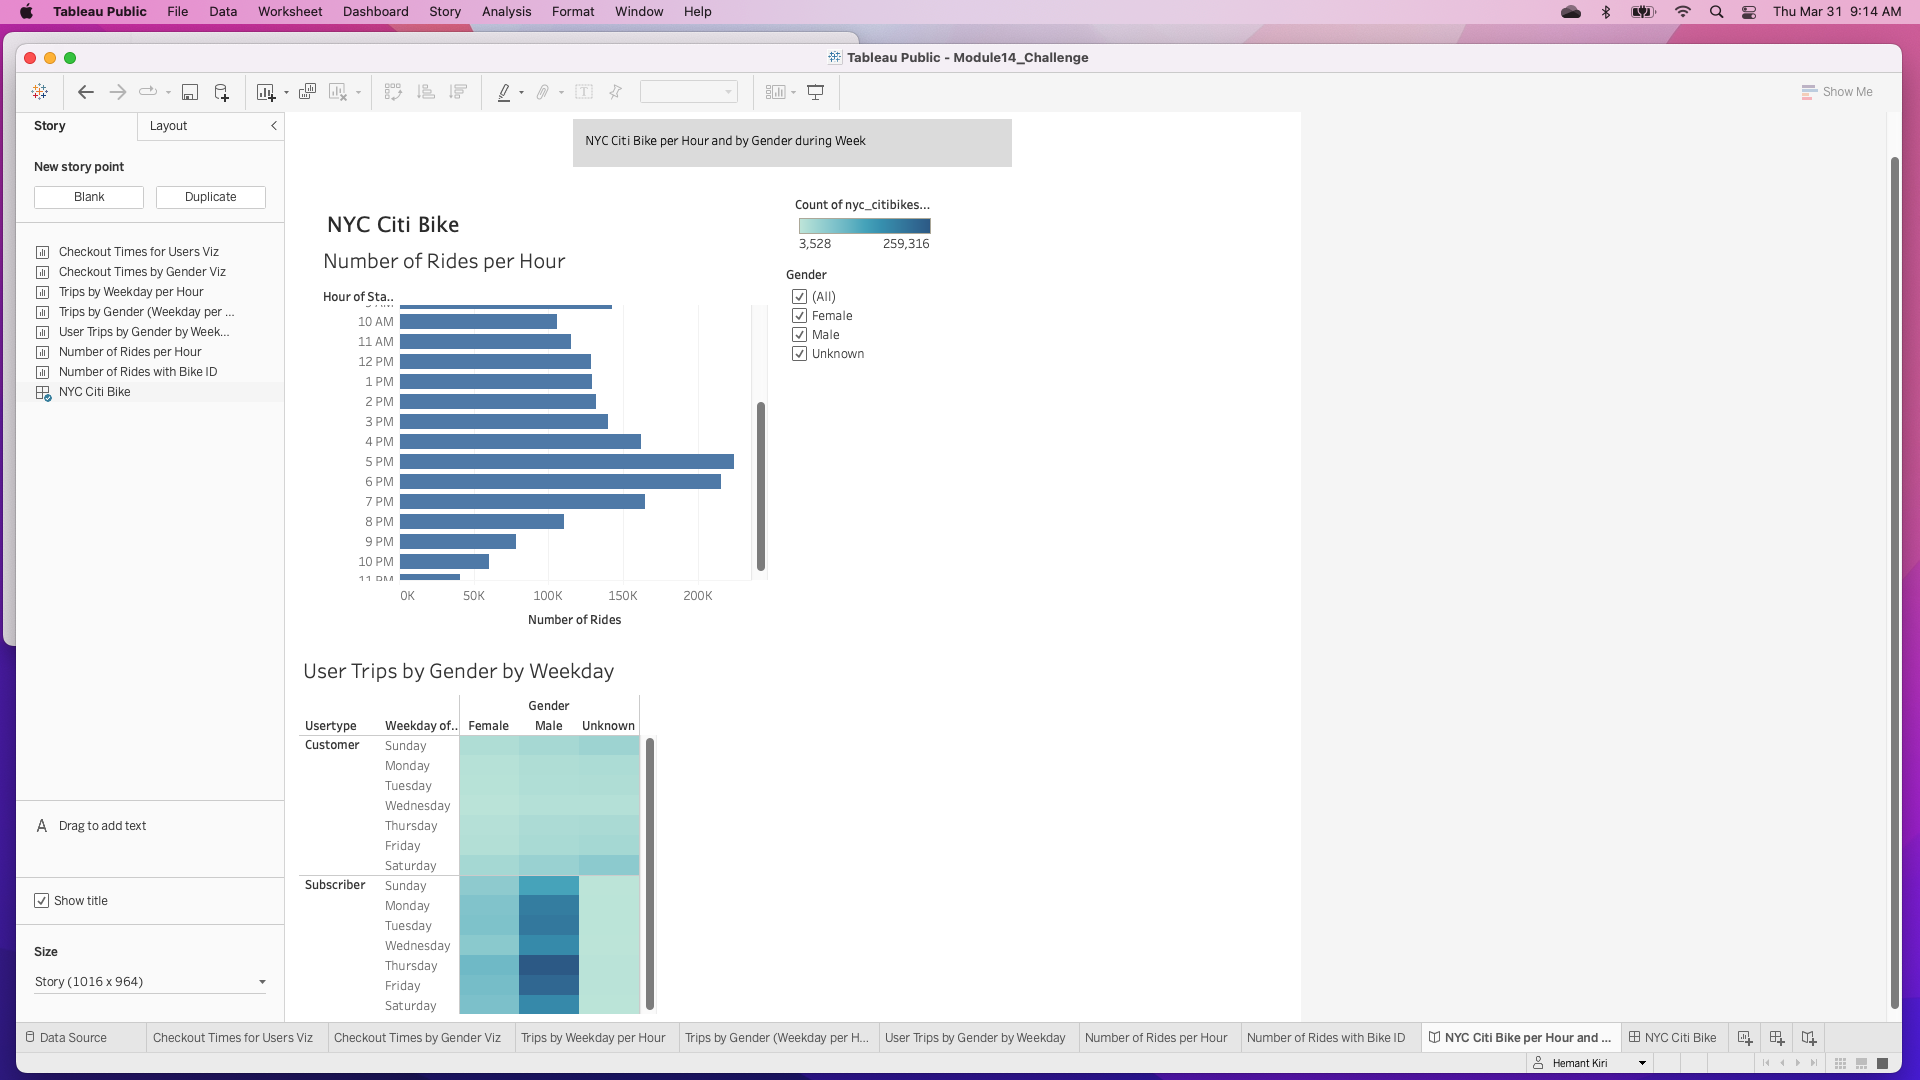 Tableau Public File Data Worksheet Dashboard Story Analysis Format Window Help Thu Mar 31 9:14 AM
Tableau Public - Module14_Challenge
Show Me
Story Layout
New story point
Blank Duplicate
Checkout Times for Users Viz
Checkout Times by Gender Viz
Trips by Weekday per Hour
Trips by Gender (Weekday per ...
User Trips by Gender by Week...
Number of Rides per Hour
Number of Rides with Bike ID
NYC Citi Bike
A Drag to add text
Show title
Size
Story (1016 x 964)
NYC Citi Bike per Hour and by Gender during Week
NYC Citi Bike
Number of Rides per Hour
Hour of Sta..
10 AM
11 AM
12 PM
1 PM
2 PM
3 PM
4 PM
5 PM
6 PM
7 PM
8 PM
9 PM
10 PM
11 PM
0K 50K 100K 150K 200K
Number of Rides
Count of nyc_citibikes...
3,528 259,316
Gender
(All)
Female
Male
Unknown
User Trips by Gender by Weekday
Gender
Usertype Weekday of.. Female Male Unknown
Customer Sunday
Monday
Tuesday
Wednesday
Thursday
Friday
Saturday
Subscriber Sunday
Monday
Tuesday
Wednesday
Thursday
Friday
Saturday
Data Source Checkout Times for Users Viz Checkout Times by Gender Viz Trips by Weekday per Hour Trips by Gender (Weekday per H... User Trips by Gender by Weekday Number of Rides per Hour Number of Rides with Bike ID NYC Citi Bike per Hour and ... NYC Citi Bike
Hemant Kiri